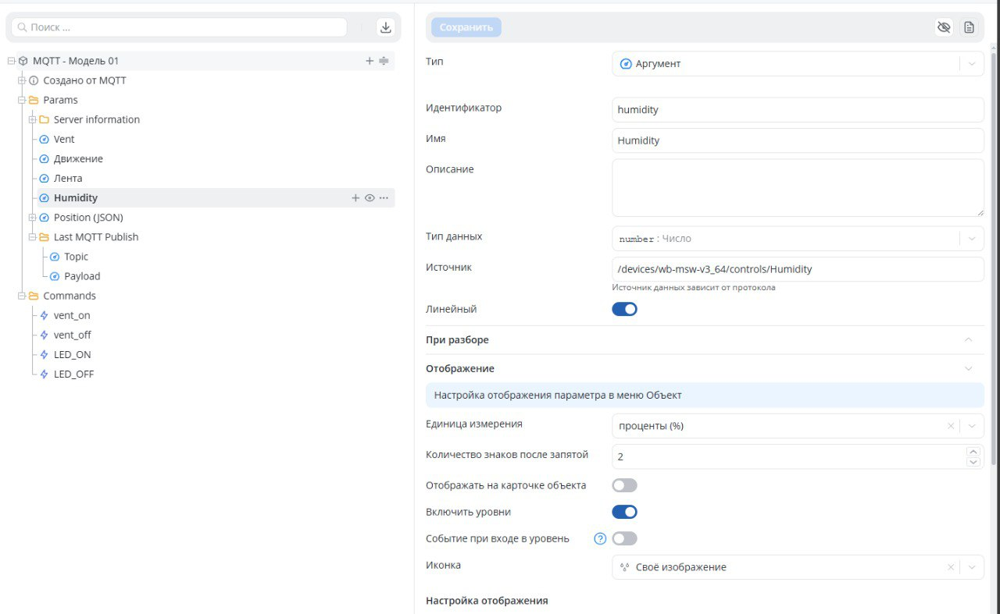 Поиск ...
MQTT - Модель 01
Создано от MQTT
Params
Server information
Vent
Движение
Лента
Humidity
Position (JSON)
Last MQTT Publish
Topic
Payload
Commands
vent_on
vent_off
LED_ON
LED_OFF
Сохранить
Тип
Аргумент
Идентификатор
humidity
Имя
Humidity
Описание
Тип данных
number : Число
Источник
/devices/wb-msw-v3_64/controls/Humidity
Источник данных зависит от протокола
Линейный
При разборе
Отображение
Настройка отображения параметра в меню Объект
Единица измерения
проценты (%)
Количество знаков после запятой
2
Отображать на карточке объекта
Включить уровни
Событие при входе в уровень
?
Иконка
Своё изображение
Настройка отображения